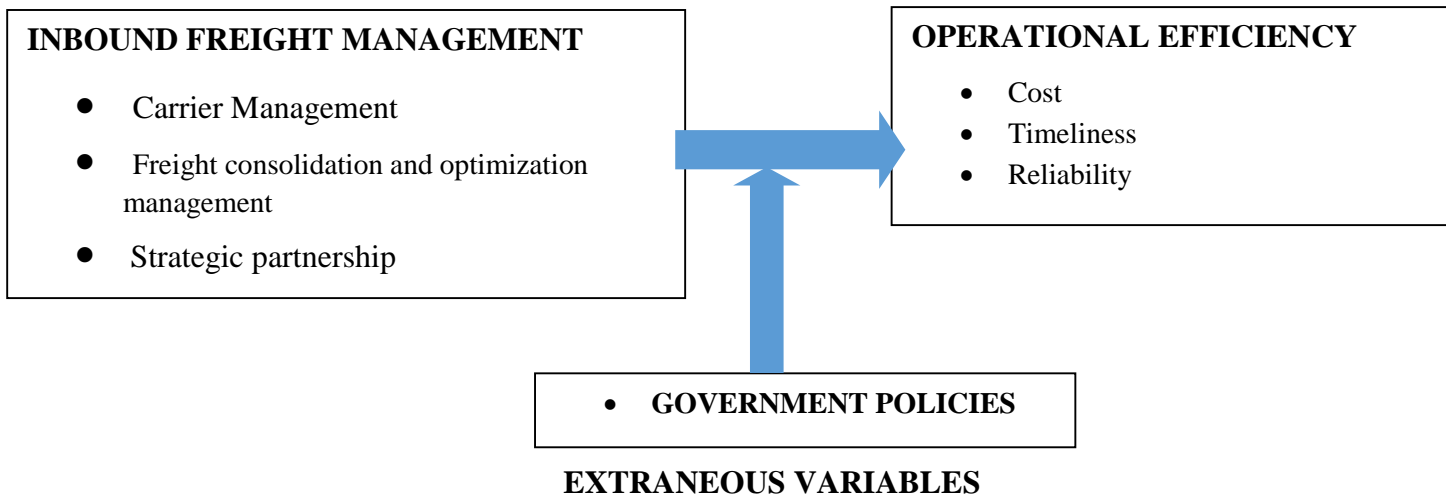 INBOUND FREIGHT MANAGEMENT
● Carrier Management
● Freight consolidation and optimization
management
● Strategic partnership
OPERATIONAL EFFICIENCY
• Cost
• Timeliness
• Reliability
• GOVERNMENT POLICIES
EXTRANEOUS VARIABLES